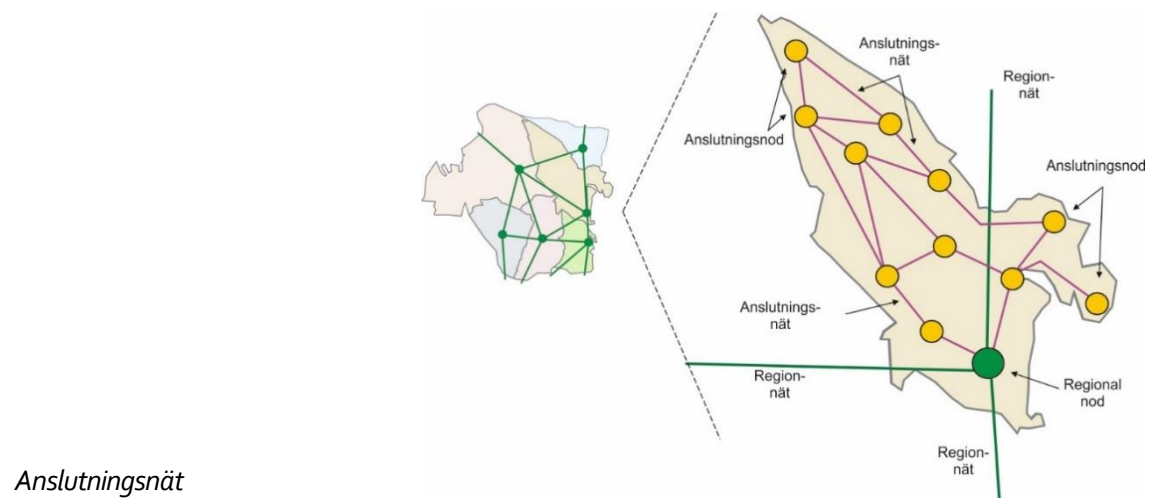 Anslutnings-
nät
Region-
nät
Anslutningsnod
Anslutningsnod
Anslutnings-
nät
Region-
nät
Regional
nod
Region-
nät
Anslutningsnät